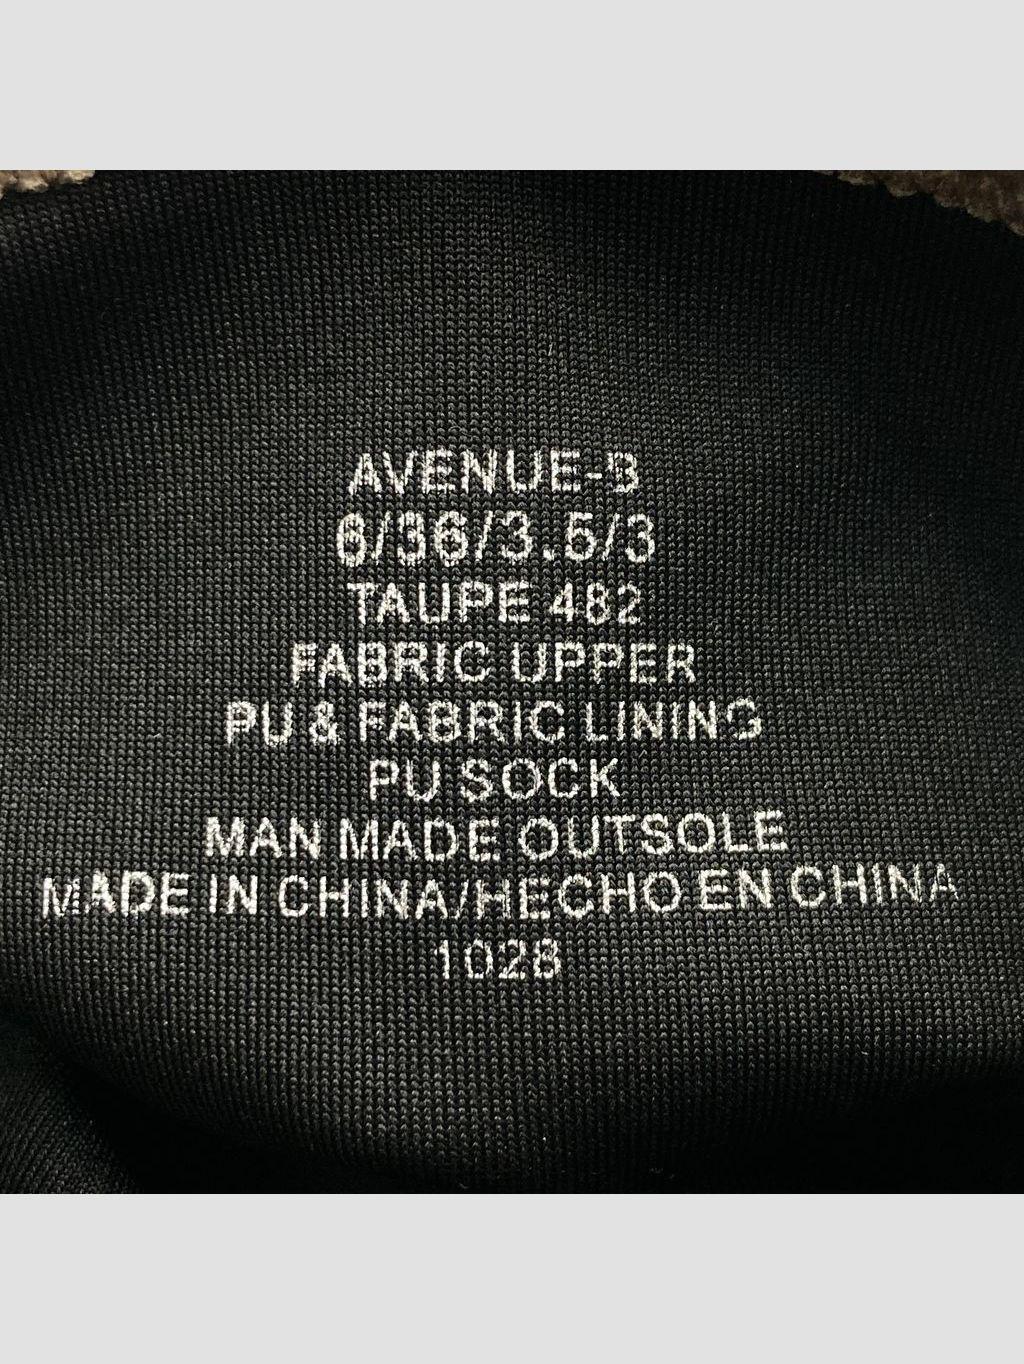 AVENUE-B
6/36/3.5/3
TAUPE 482
FABRIC UPPER
PU & FABRIC LINING
PU SOCK
MAN MADE OUTSOLE
MADE IN CHINA/HECHO EN CHINA
1028